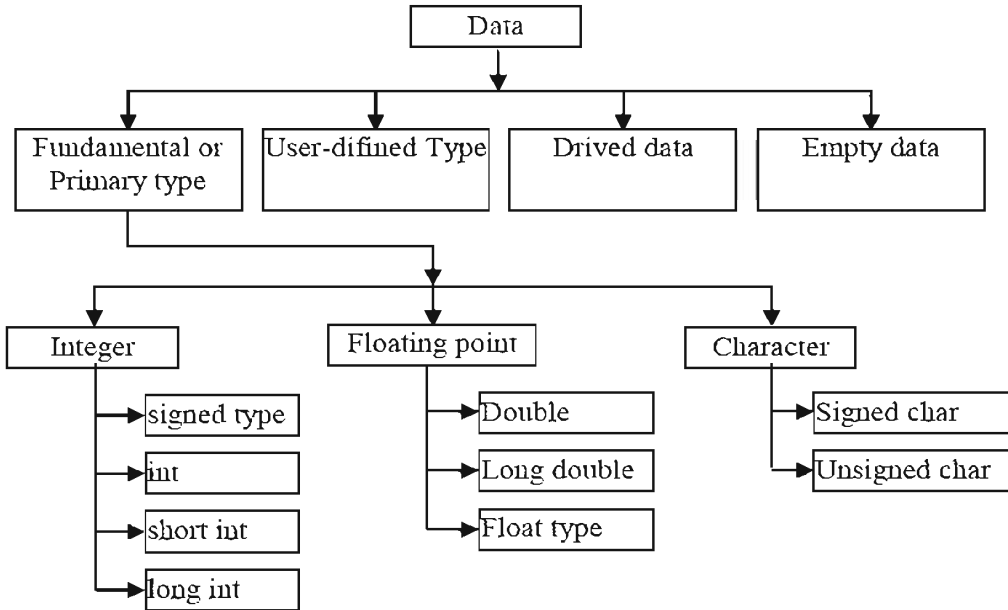 Data
Fundamental or
Primary type
User-difined Type
Drived data
Empty data
Integer
Floating point
Character
signed type
int
short int
long int
Double
Long double
Float type
Signed char
Unsigned char